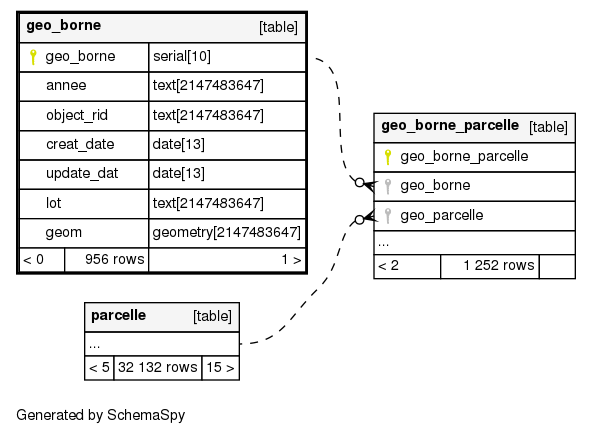 geo_borne [table]
geo_borne serial[10]
annee text[2147483647]
object_rid text[2147483647]
creat_date date[13]
update_dat date[13]
lot text[2147483647]
geom geometry[2147483647]
< 0 956 rows 1 >
geo_borne_parcelle [table]
geo_borne_parcelle
geo_borne
geo_parcelle
...
< 2 1 252 rows
parcelle [table]
...
< 5 32 132 rows 15 >
Generated by SchemaSpy